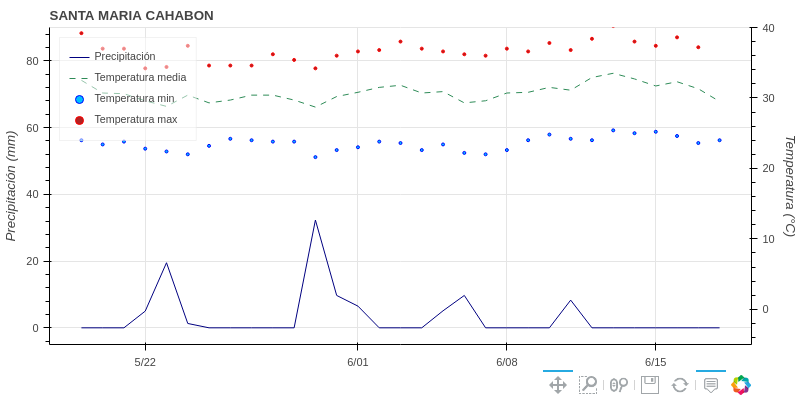 SANTA MARIA CAHABON
Precipitación
Temperatura media
Temperatura min
Temperatura max
Precipitación (mm)
80
60
40
20
0
Temperatura (°C)
40
30
20
10
0
5/22
6/01
6/08
6/15